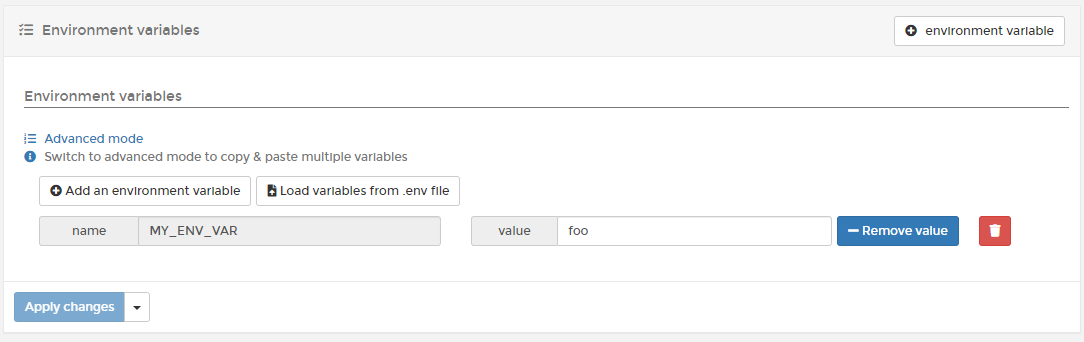 Environment variables
environment variable
Environment variables
Advanced mode
Switch to advanced mode to copy & paste multiple variables
Add an environment variable Load variables from .env file
name MY_ENV_VAR value foo Remove value
Apply changes